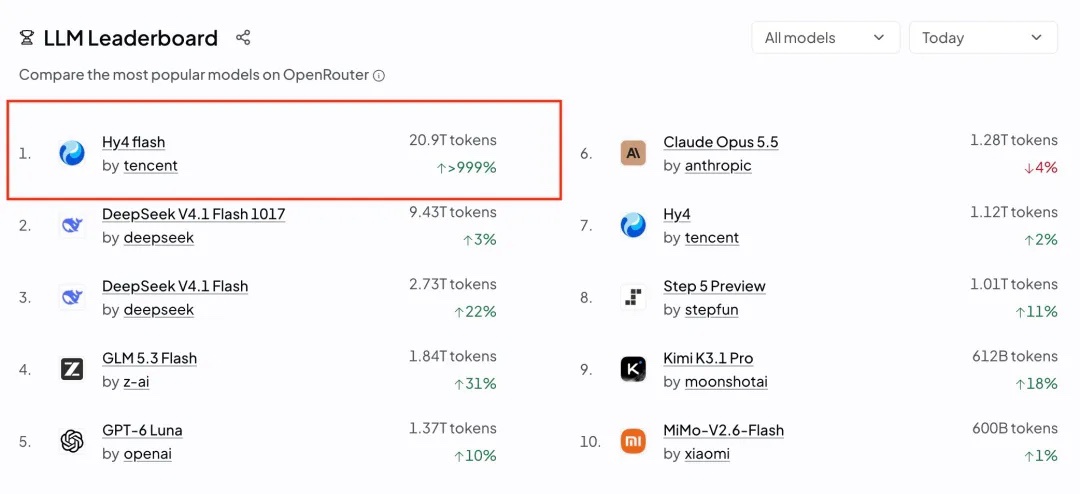 LLM Leaderboard
All models
Today
Compare the most popular models on OpenRouter
1.
Hy4 flash
by tencent
20.9T tokens
↑>999%
2.
DeepSeek V4.1 Flash 1017
by deepseek
9.43T tokens
↑3%
3.
DeepSeek V4.1 Flash
by deepseek
2.73T tokens
↑22%
4.
GLM 5.3 Flash
by z-ai
1.84T tokens
↑31%
5.
GPT-6 Luna
by openai
1.37T tokens
↑10%
6.
Claude Opus 5.5
by anthropic
1.28T tokens
↓4%
7.
Hy4
by tencent
1.12T tokens
↑2%
8.
Step 5 Preview
by stepfun
1.01T tokens
↑11%
9.
Kimi K3.1 Pro
by moonshotai
612B tokens
↑18%
10.
MiMo-V2.6-Flash
by xiaomi
600B tokens
↑1%